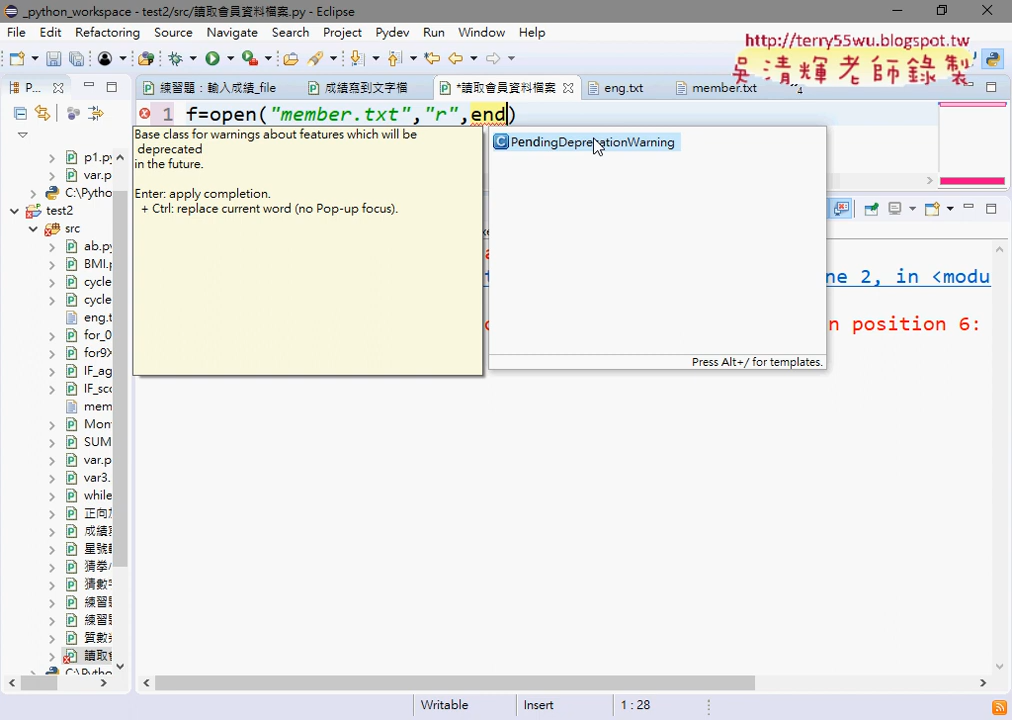 _python_workspace - test2/src/讀取會員資料檔案.py - Eclipse
File Edit Refactoring Source Navigate Search Project Pydev Run Window Help
http://terry55wu.blogspot.tw
吳清輝老師錄製
P...
練習題：輸入成績_file
成績寫到文字檔
*讀取會員資料檔案
eng.txt
member.txt
4
1 f=open("member.txt","r",end)
Base class for warnings about features which will be
deprecated
in the future.
Enter: apply completion.
+ Ctrl: replace current word (no Pop-up focus).
PendingDeprecationWarning
Press Alt+/ for templates.
p1.py
var.p
C:\Pytho
test2
src
ab.py
BMI.p
cycle
cycle
eng.t
for_0
for9X
IF_ag
IF_sco
mem
Mon
SUM
var.p
var3.
while
正向
成績
星號
猜拳
猜數字
練習題
練習題
質數
讀取
C:\Pytho
ne 2, in <modu
n position 6:
Writable
Insert
1 : 28